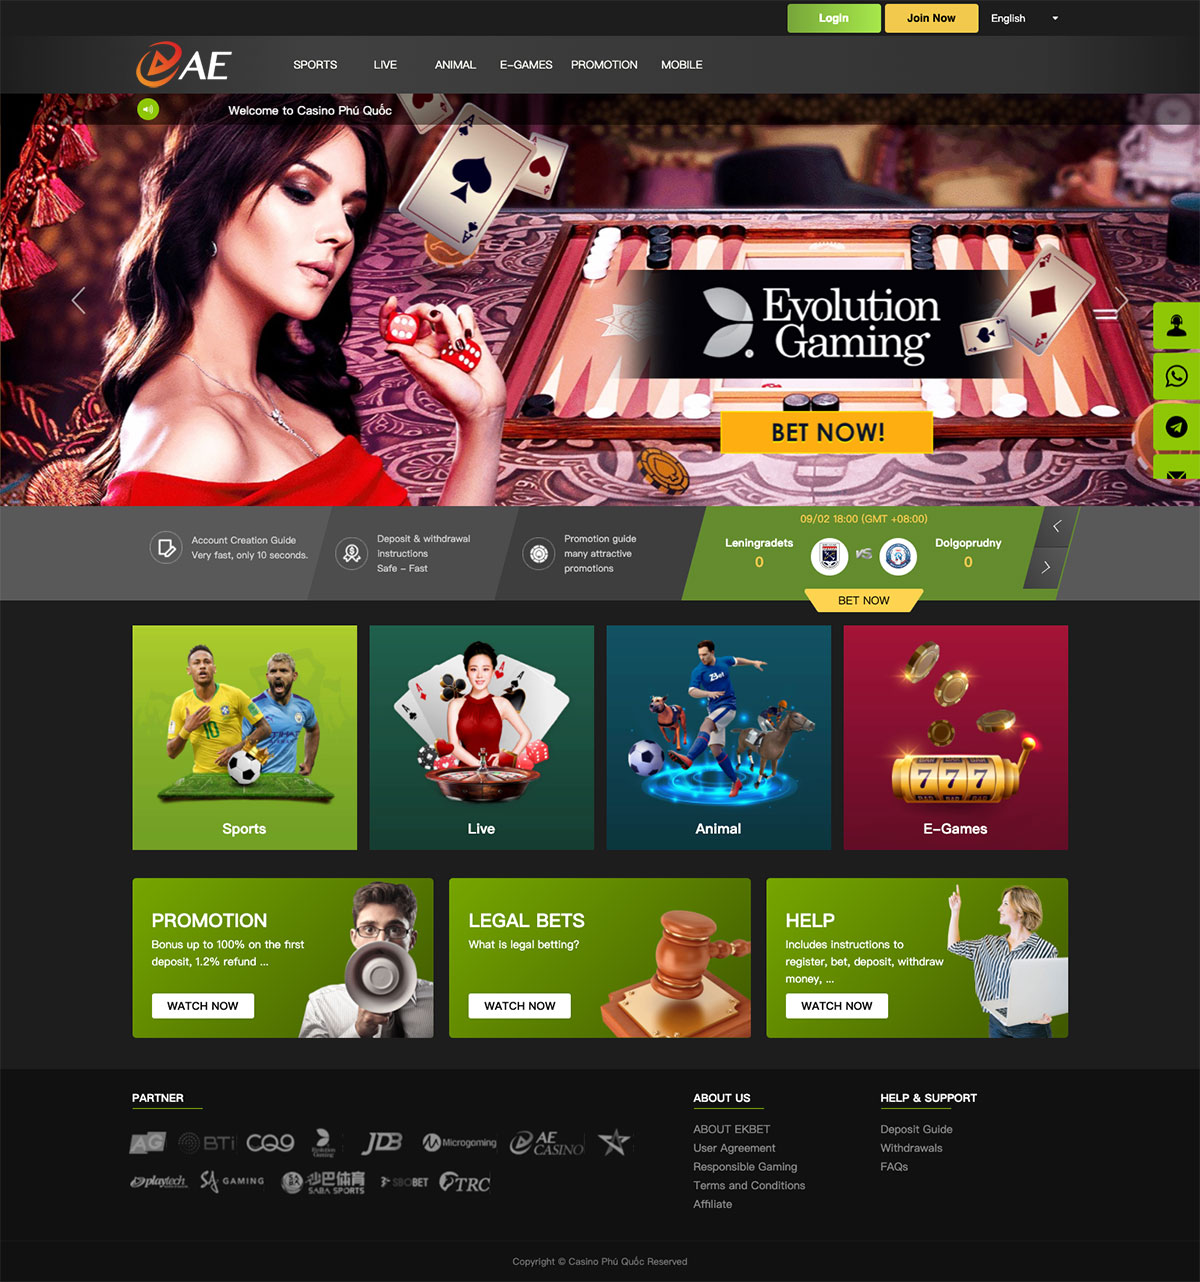 Login
Join Now
English
AE
SPORTS
LIVE
ANIMAL
E-GAMES
PROMOTION
MOBILE
Welcome to Casino Phú Quốc
A
A
A
A
Evolution
Gaming
BET NOW!
Account Creation Guide
Very fast, only 10 seconds.
Deposit & withdrawal
instructions
Safe - Fast
Promotion guide
many attractive
promotions
09/02 18:00 (GMT +08:00)
Leningradets
0
VS
Dolgoprudny
0
BET NOW
10
Sports
A
A
A
A
Live
Animal
777
BAR BAR BAR
E-Games
PROMOTION
Bonus up to 100% on the first
deposit, 1.2% refund ...
WATCH NOW
LEGAL BETS
What is legal betting?
WATCH NOW
HELP
Includes instructions to
register, bet, deposit, withdraw
money, ...
WATCH NOW
PARTNER
AG
BTi
CQ9
Evolution
Gaming
JDB
Microgaming
AE
CASINO
playtech
SA GAMING
沙巴体育
SABA SPORTS
SBOBET
TRC
ABOUT US
ABOUT EKBET
User Agreement
Responsible Gaming
Terms and Conditions
Affiliate
HELP & SUPPORT
Deposit Guide
Withdrawals
FAQs
Copyright © Casino Phú Quốc Reserved